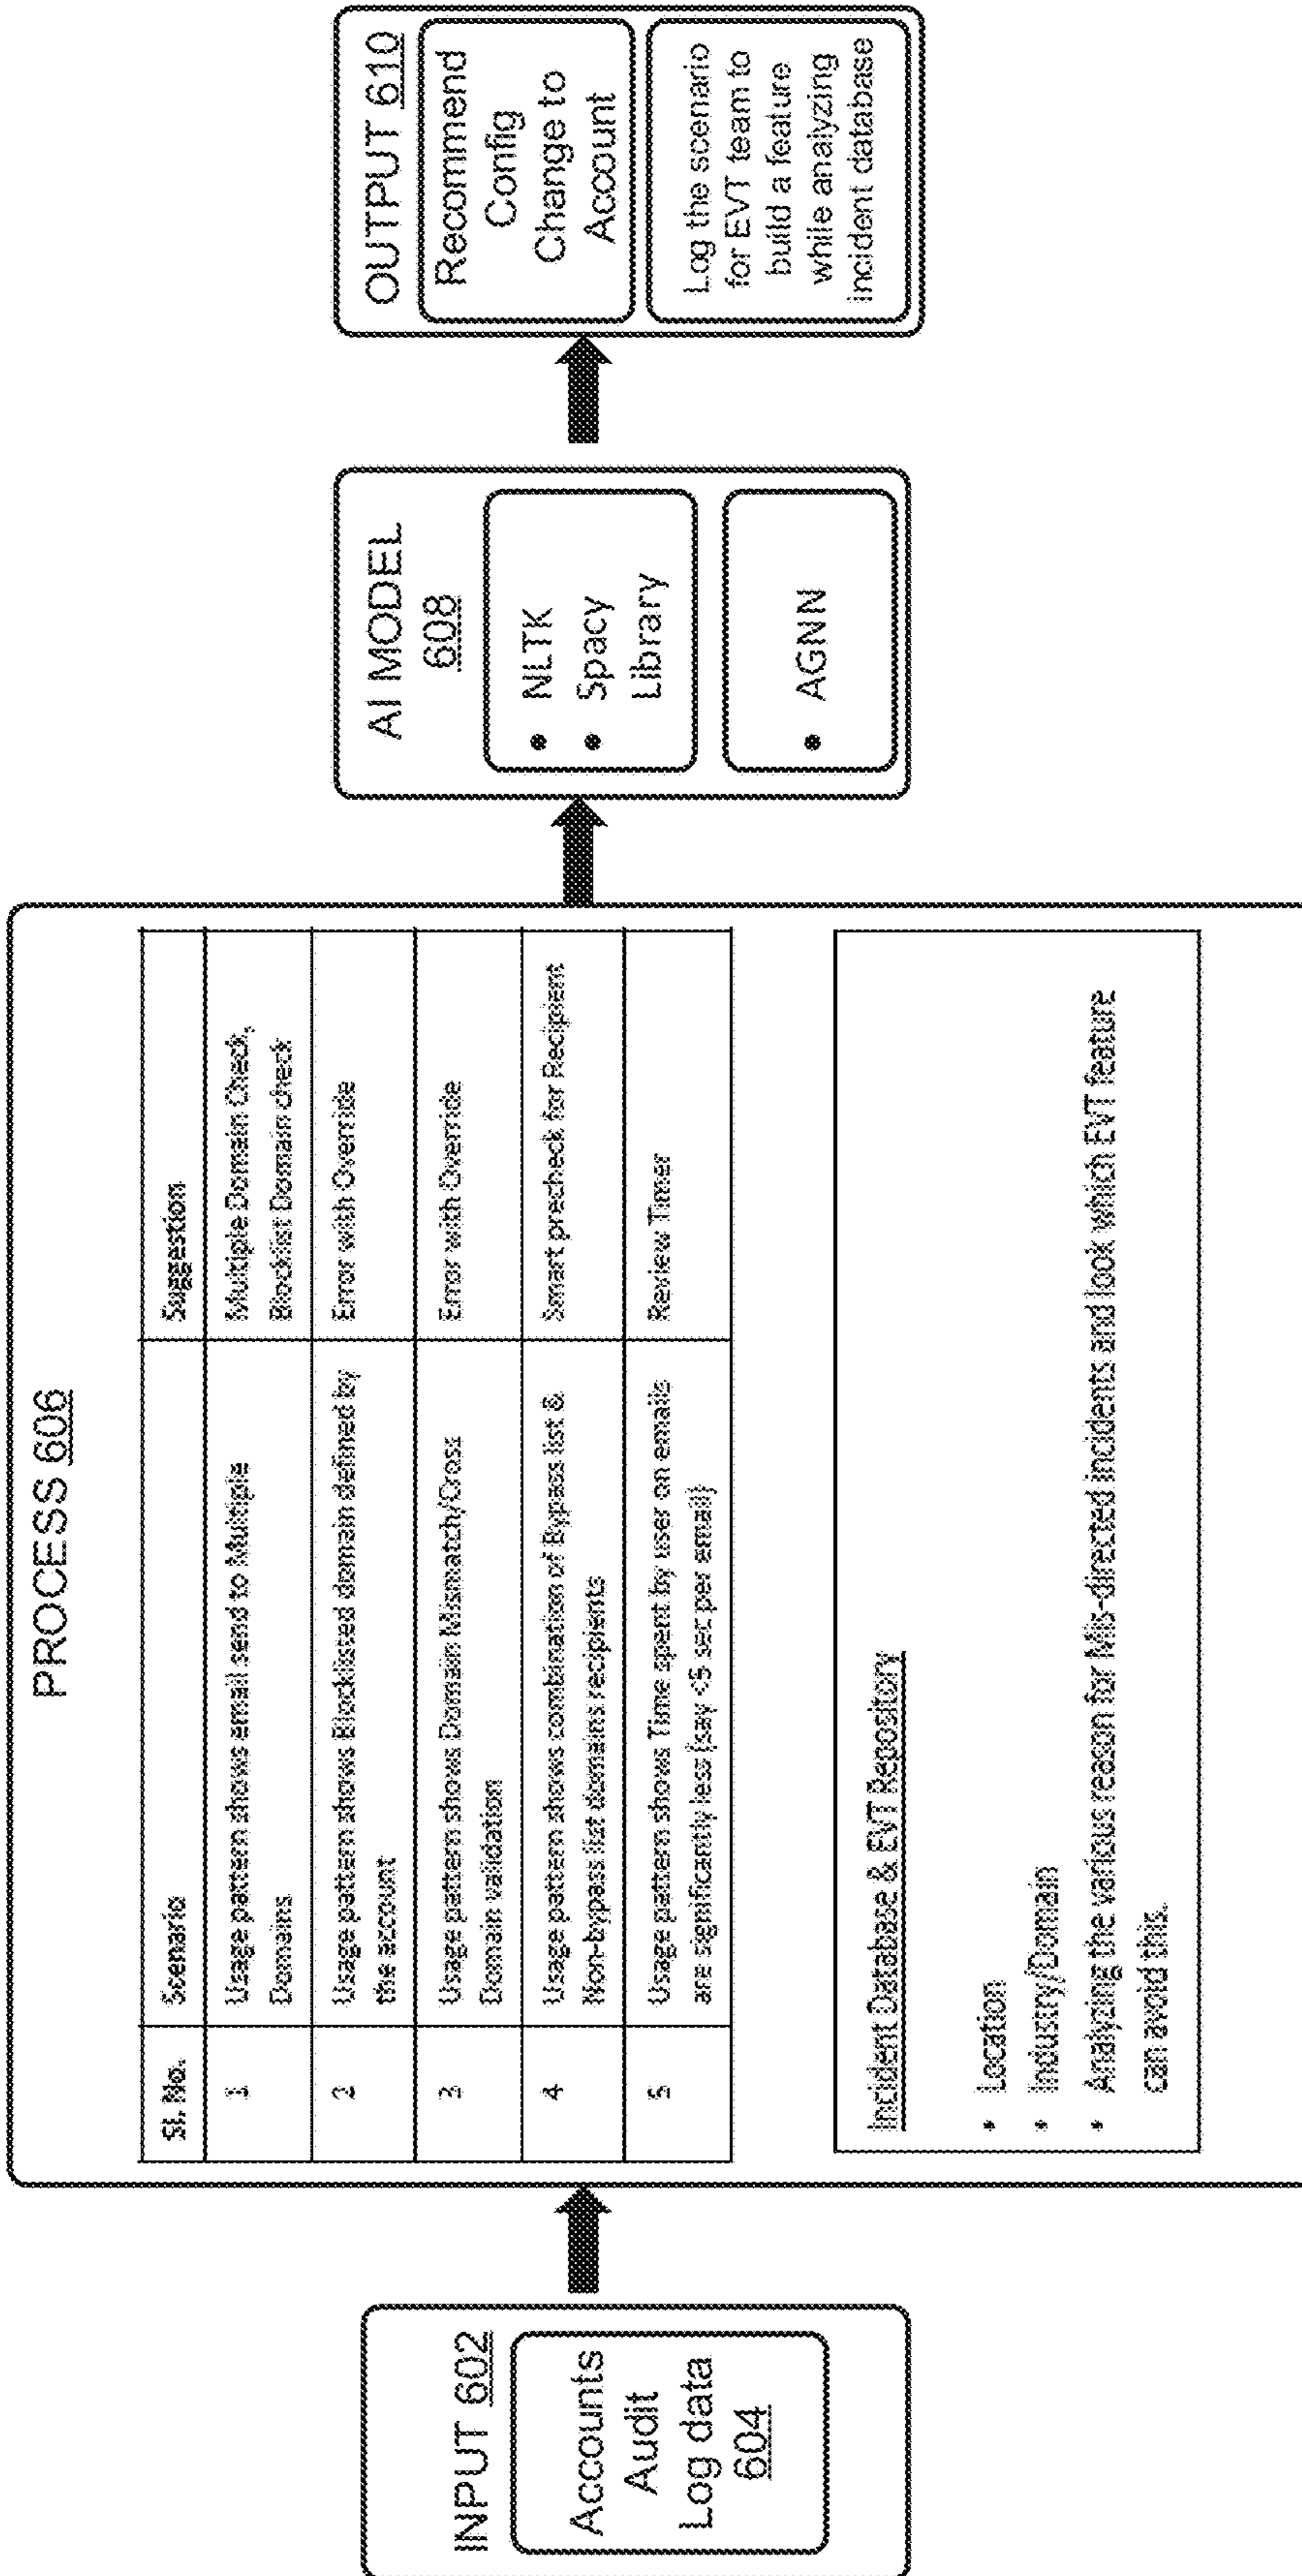 INPUT 602
Accounts
Audit
Log data
604
PROCESS 606
Sl. No.
Scenario
Suggestion
1
Usage pattern shows email send to Multiple
Domains
Multiple Domain Check,
Blocklist Domain check
2
Usage pattern shows Blocklisted domain defined by
the account
Error with Override
3
Usage pattern shows Domain Mismatch/Cross
Domain validation
Error with Override
4
Usage pattern shows combination of Bypass list &
Non-bypass list domains recipients
Smart precheck for Recipient
5
Usage pattern shows Time spent by user on emails
are significantly less (say <5 sec per email)
Review Timer
Incident Database & EVT Repository
• Location
• Industry/Domain
• Analyzing the various reason for Mis-directed incidents and look which EVT feature
can avoid this.
AI MODEL
608
• NLTK
• Spacy
Library
• AGNN
OUTPUT 610
Recommend
Config
Change to
Account
Log the scenario
for EVT team to
build a feature
while analyzing
incident database